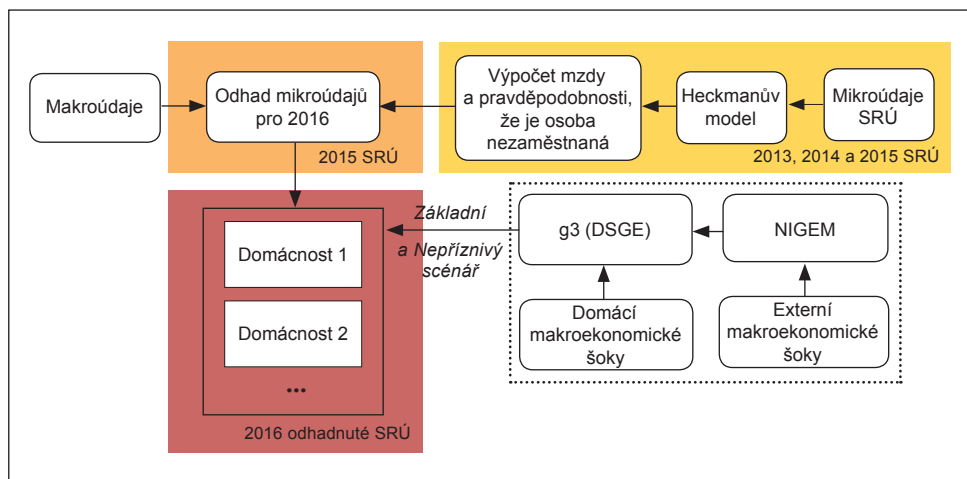 Makroúdaje
Odhad mikroúdajů
pro 2016
2015 SRÚ
Výpočet mzdy
a pravděpodobnosti,
že je osoba
nezaměstnaná
Heckmanův
model
Mikroúdaje
SRÚ
2013, 2014 a 2015 SRÚ
Domácnost 1
Domácnost 2
...
2016 odhadnuté SRÚ
Základní
a Nepříznivý
scénář
g3 (DSGE)
NIGEM
Domácí
makroekonomické
šoky
Externí
makroekonomické
šoky